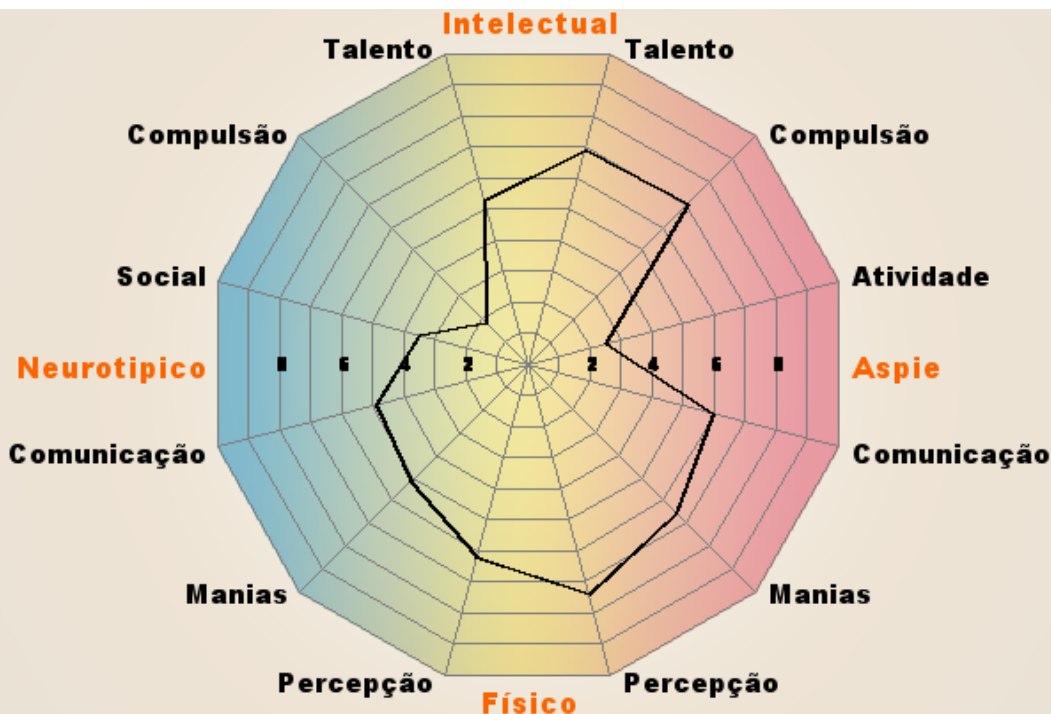 Intelectual
Talento
Talento
Compulsão
Compulsão
Social
Atividade
Neurotipico
8
6
4
2
2
4
6
8
Aspie
Comunicação
Comunicação
Manias
Manias
Percepção
Percepção
Físico